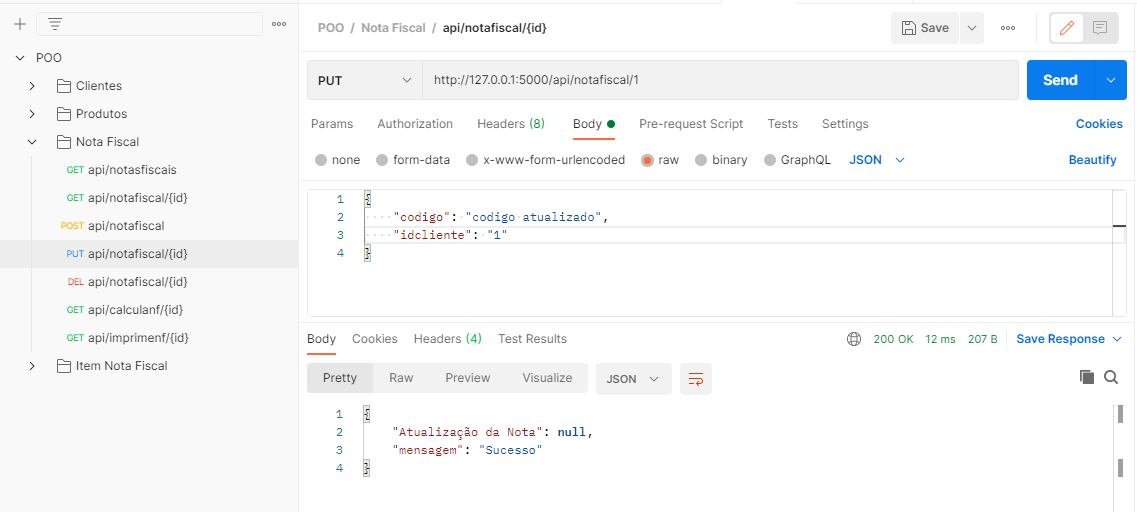 POO
Clientes
Produtos
Nota Fiscal
GET api/notasfiscais
GET api/notafiscal/{id}
POST api/notafiscal
PUT api/notafiscal/{id}
DEL api/notafiscal/{id}
GET api/calculanf/{id}
GET api/imprimenf/{id}
Item Nota Fiscal
POO / Nota Fiscal / api/notafiscal/{id}
Save
PUT http://127.0.0.1:5000/api/notafiscal/1 Send
Params Authorization Headers (8) Body Pre-request Script Tests Settings Cookies
none form-data x-www-form-urlencoded raw binary GraphQL JSON Beautify
1 {
2 "codigo": "codigo atualizado",
3 "idcliente": "1"
4 }
Body Cookies Headers (4) Test Results 200 OK 12 ms 207 B Save Response
Pretty Raw Preview Visualize JSON
1 {
2 "Atualização da Nota": null,
3 "mensagem": "Sucesso"
4 }